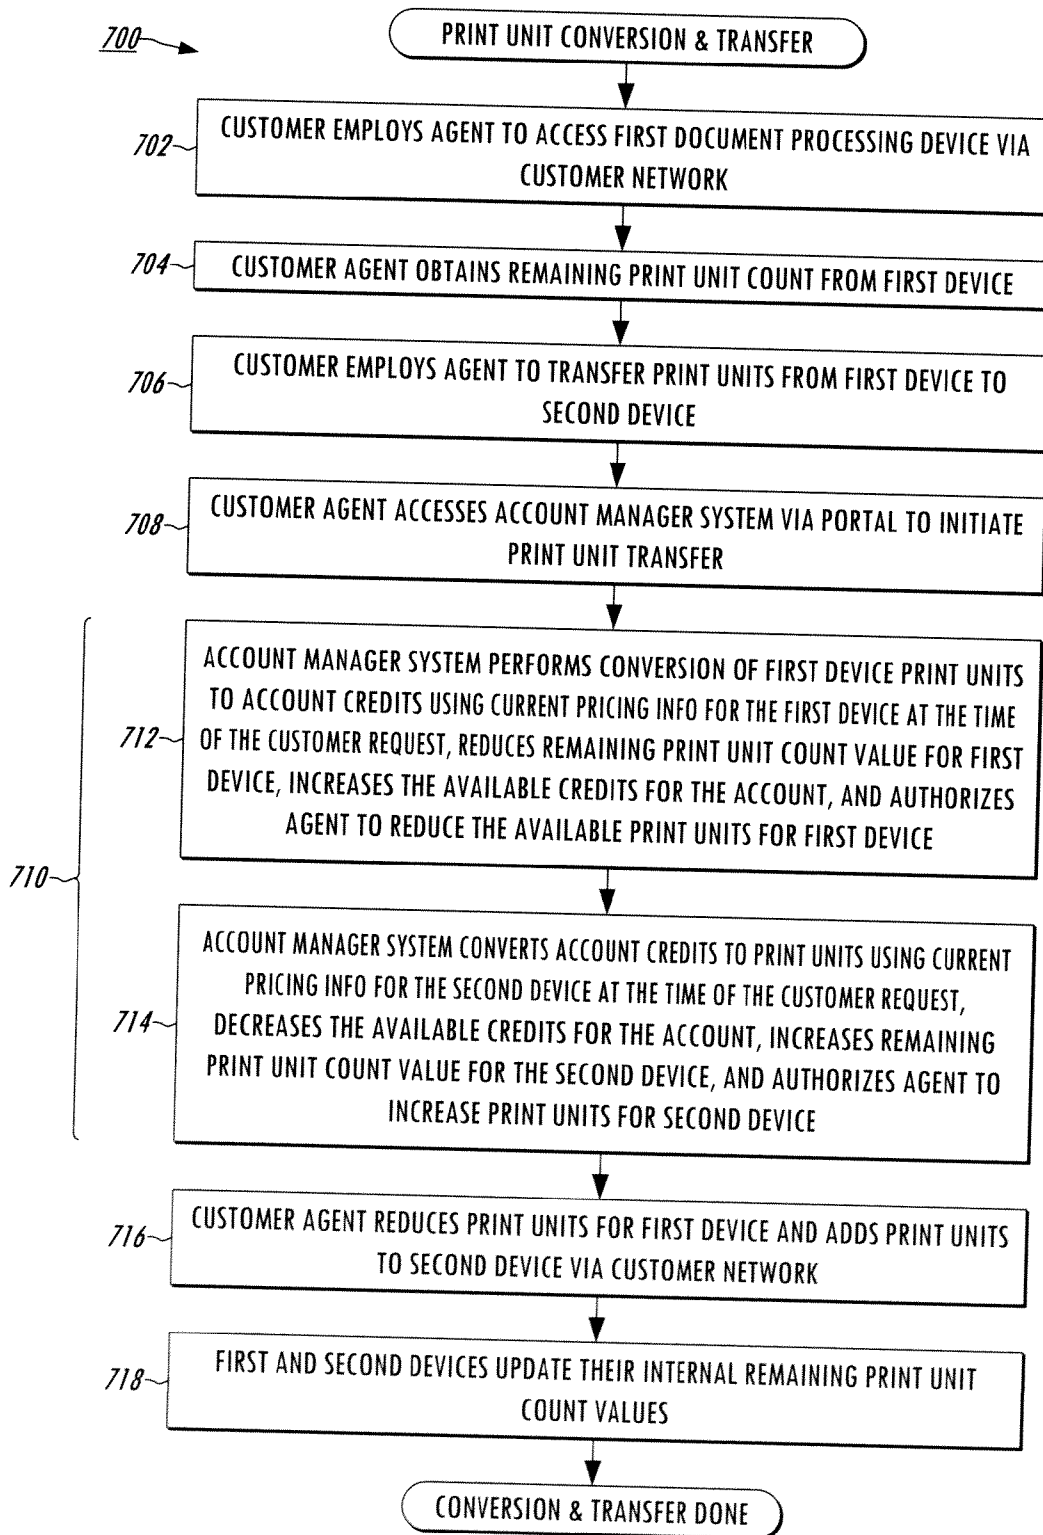 700
PRINT UNIT CONVERSION & TRANSFER
702
CUSTOMER EMPLOYS AGENT TO ACCESS FIRST DOCUMENT PROCESSING DEVICE VIA
CUSTOMER NETWORK
704
CUSTOMER AGENT OBTAINS REMAINING PRINT UNIT COUNT FROM FIRST DEVICE
706
CUSTOMER EMPLOYS AGENT TO TRANSFER PRINT UNITS FROM FIRST DEVICE TO
SECOND DEVICE
708
CUSTOMER AGENT ACCESSES ACCOUNT MANAGER SYSTEM VIA PORTAL TO INITIATE
PRINT UNIT TRANSFER
710
712
ACCOUNT MANAGER SYSTEM PERFORMS CONVERSION OF FIRST DEVICE PRINT UNITS
TO ACCOUNT CREDITS USING CURRENT PRICING INFO FOR THE FIRST DEVICE AT THE TIME
OF THE CUSTOMER REQUEST, REDUCES REMAINING PRINT UNIT COUNT VALUE FOR FIRST
DEVICE, INCREASES THE AVAILABLE CREDITS FOR THE ACCOUNT, AND AUTHORIZES
AGENT TO REDUCE THE AVAILABLE PRINT UNITS FOR FIRST DEVICE
714
ACCOUNT MANAGER SYSTEM CONVERTS ACCOUNT CREDITS TO PRINT UNITS USING CURRENT
PRICING INFO FOR THE SECOND DEVICE AT THE TIME OF THE CUSTOMER REQUEST,
DECREASES THE AVAILABLE CREDITS FOR THE ACCOUNT, INCREASES REMAINING
PRINT UNIT COUNT VALUE FOR THE SECOND DEVICE, AND AUTHORIZES AGENT TO
INCREASE PRINT UNITS FOR SECOND DEVICE
716
CUSTOMER AGENT REDUCES PRINT UNITS FOR FIRST DEVICE AND ADDS PRINT UNITS
TO SECOND DEVICE VIA CUSTOMER NETWORK
718
FIRST AND SECOND DEVICES UPDATE THEIR INTERNAL REMAINING PRINT UNIT
COUNT VALUES
CONVERSION & TRANSFER DONE